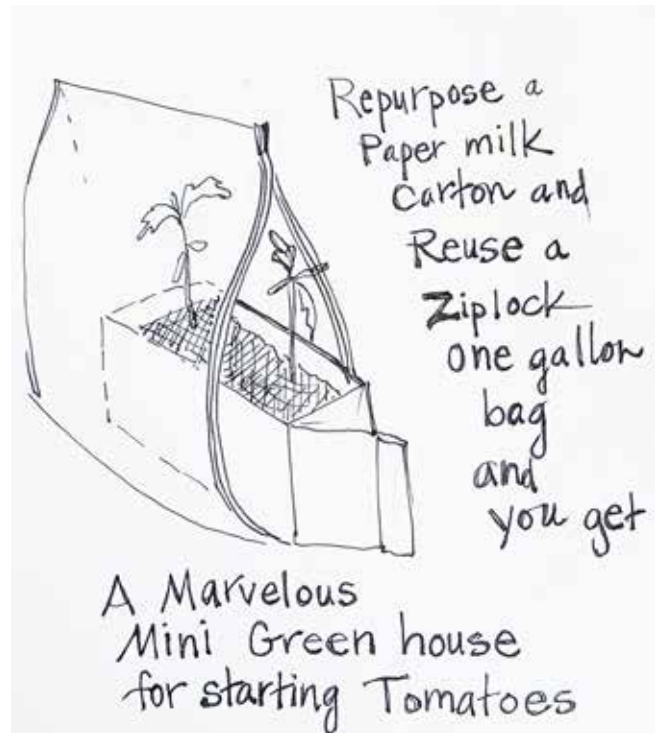 Repurpose a
Paper milk
Carton and
Reuse a
Ziplock
one gallon
bag
and
you get
A Marvelous
Mini Green house
for starting Tomatoes